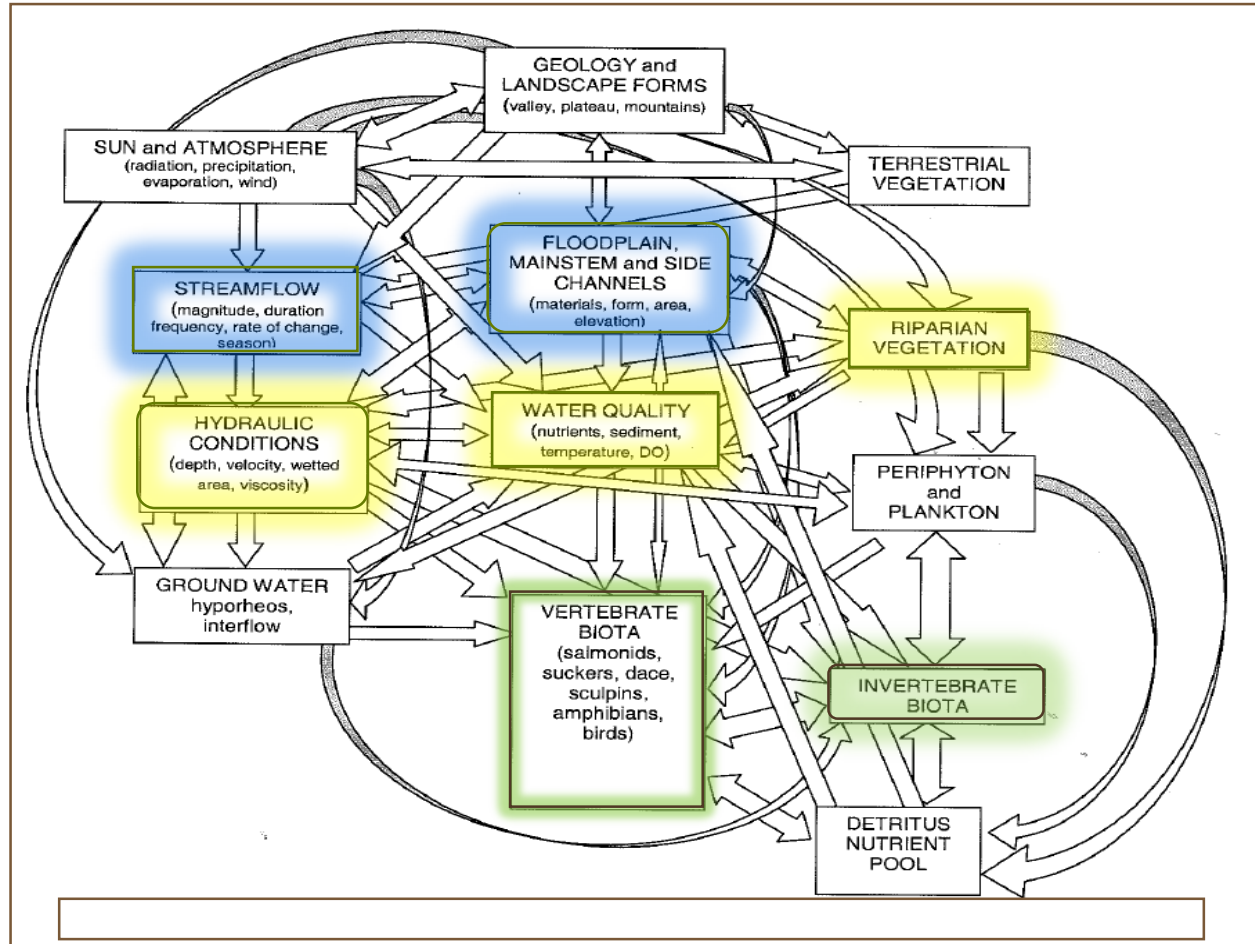 GEOLOGY and
LANDSCAPE FORMS
(valley, plateau, mountains)
SUN and ATMOSPHERE
(radiation, precipitation,
evaporation, wind)
TERRESTRIAL
VEGETATION
FLOODPLAIN,
MAINSTEM and SIDE
CHANNELS
(materials, form, area,
elevation)
STREAMFLOW
(magnitude, duration
frequency, rate of change,
season)
RIPARIAN
VEGETATION
HYDRAULIC
CONDITIONS
(depth, velocity, wetted
area, viscosity)
WATER QUALITY
(nutrients, sediment,
temperature, DO)
PERIPHYTON
and
PLANKTON
GROUND WATER
hyporheos,
interflow
VERTEBRATE
BIOTA
(salmonids,
suckers, dace,
sculpins,
amphibians,
birds)
INVERTEBRATE
BIOTA
DETRITUS
NUTRIENT
POOL